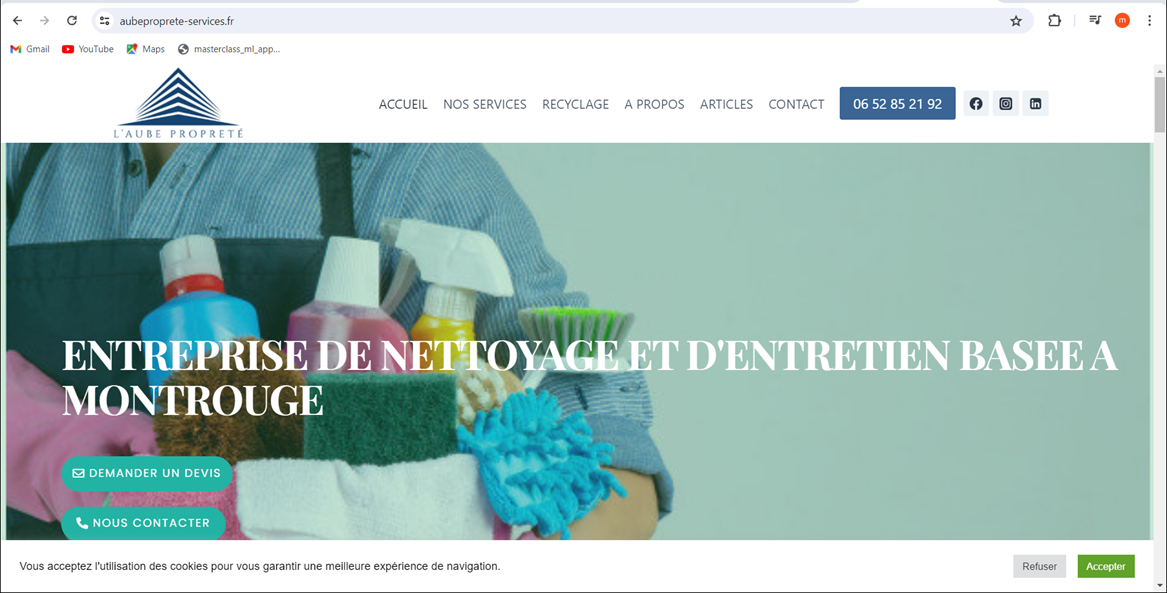 aubeproprete-services.fr
m
Gmail
YouTube
Maps
masterclass_ml_app...
L'AUBE PROPRETÉ
ACCUEIL
NOS SERVICES
RECYCLAGE
A PROPOS
ARTICLES
CONTACT
06 52 85 21 92
ENTREPRISE DE NETTOYAGE ET D'ENTRETIEN BASEE A
MONTROUGE
DEMANDER UN DEVIS
NOUS CONTACTER
Vous acceptez l'utilisation des cookies pour vous garantir une meilleure expérience de navigation.
Refuser
Accepter